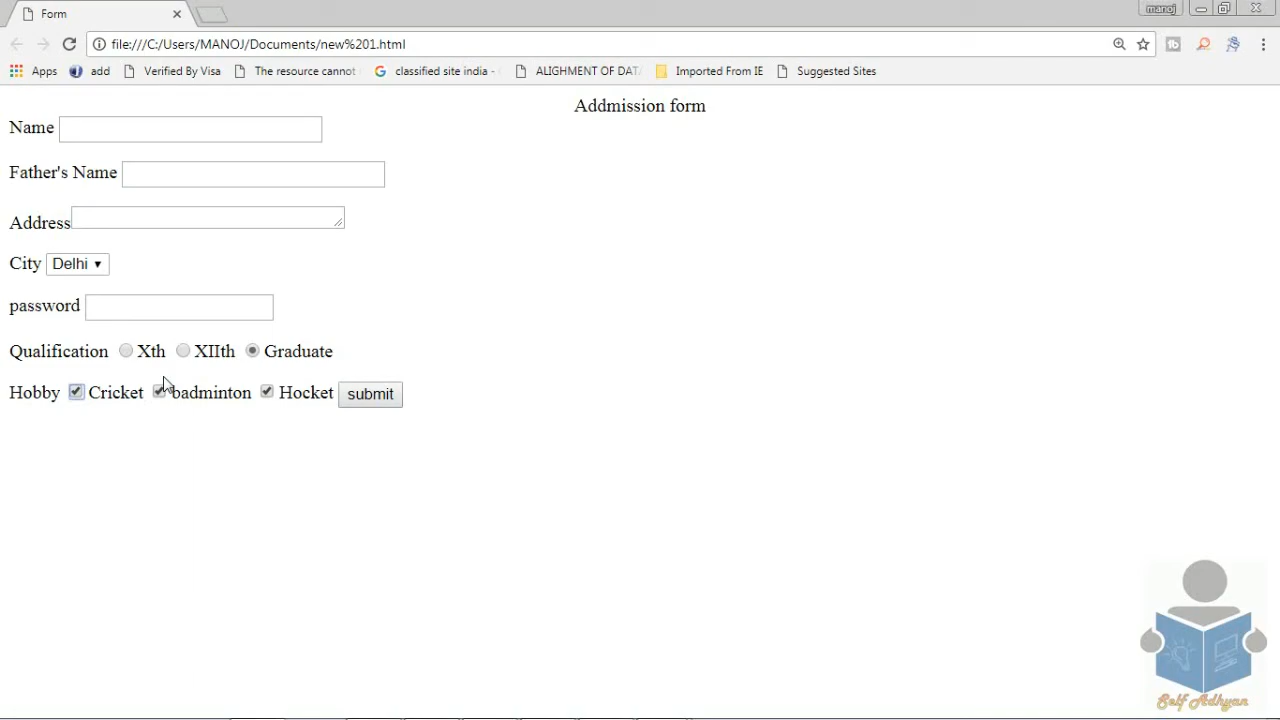 Form
manoj
file:///C:/Users/MANOJ/Documents/new%201.html
Apps add Verified By Visa The resource cannot classified site india - ALIGHMENT OF DATA Imported From IE Suggested Sites
Addmission form
Name
Father's Name
Address
City Delhi
password
Qualification Xth XIIth Graduate
Hobby Cricket badminton Hocket submit
Self Adhyan